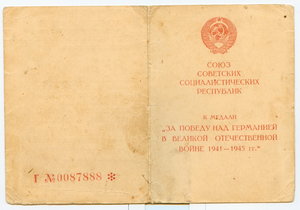 СОЮЗ
СОВЕТСКИХ
СОЦИАЛИСТИЧЕСКИХ
РЕСПУБЛИК
К МЕДАЛИ
„ЗА ПОБЕДУ НАД ГЕРМАНИЕЙ
В ВЕЛИКОЙ ОТЕЧЕСТВЕННОЙ
ВОЙНЕ 1941—1945 гг.“
Г №0087888 *